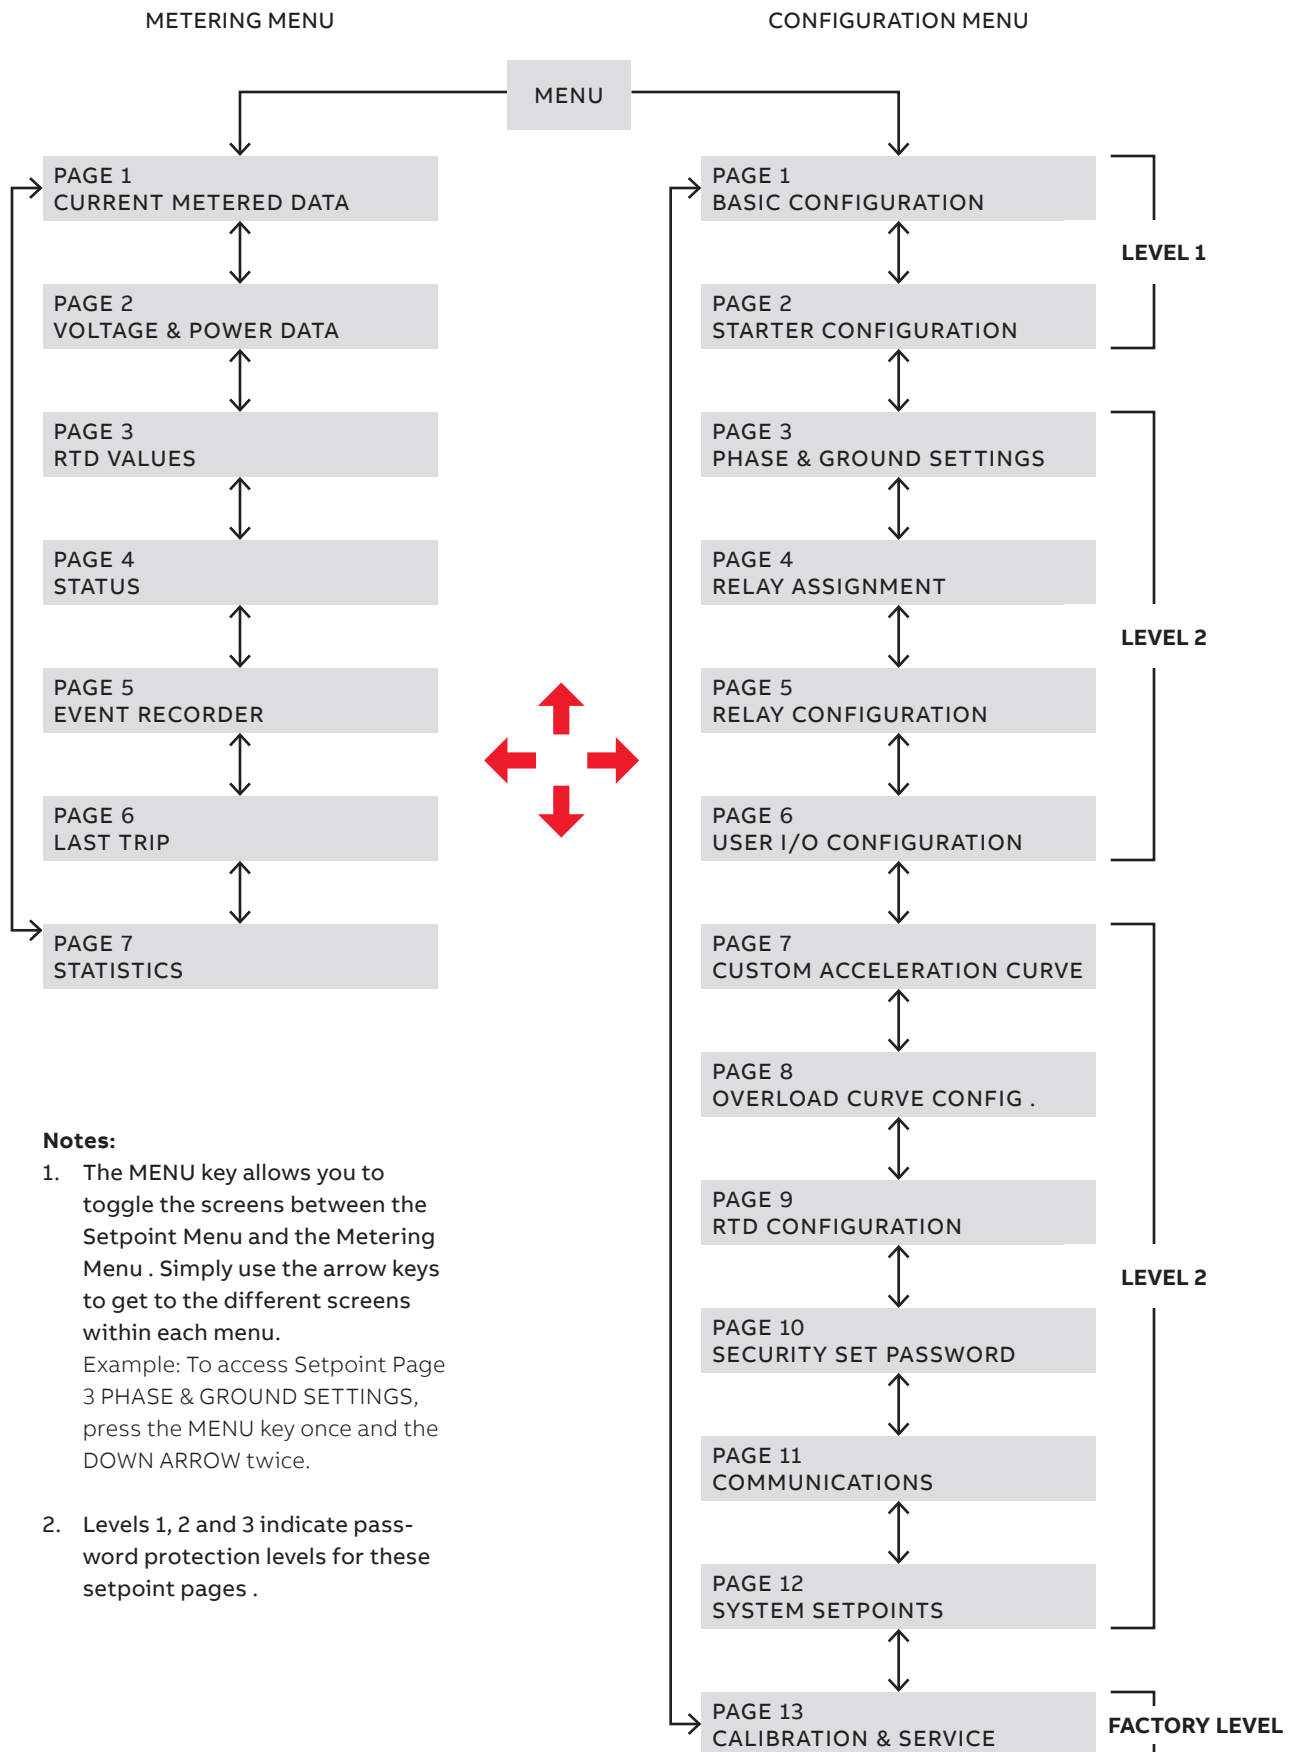 METERING MENU
CONFIGURATION MENU
MENU
PAGE 1
CURRENT METERED DATA
PAGE 2
VOLTAGE & POWER DATA
PAGE 3
RTD VALUES
PAGE 4
STATUS
PAGE 5
EVENT RECORDER
PAGE 6
LAST TRIP
PAGE 7
STATISTICS
Notes:
1. The MENU key allows you to
toggle the screens between the
Setpoint Menu and the Metering
Menu . Simply use the arrow keys
to get to the different screens
within each menu.
Example: To access Setpoint Page
3 PHASE & GROUND SETTINGS,
press the MENU key once and the
DOWN ARROW twice.
2. Levels 1, 2 and 3 indicate pass-
word protection levels for these
setpoint pages .
PAGE 1
BASIC CONFIGURATION
PAGE 2
STARTER CONFIGURATION
LEVEL 1
PAGE 3
PHASE & GROUND SETTINGS
PAGE 4
RELAY ASSIGNMENT
PAGE 5
RELAY CONFIGURATION
PAGE 6
USER I/O CONFIGURATION
LEVEL 2
PAGE 7
CUSTOM ACCELERATION CURVE
PAGE 8
OVERLOAD CURVE CONFIG .
PAGE 9
RTD CONFIGURATION
PAGE 10
SECURITY SET PASSWORD
PAGE 11
COMMUNICATIONS
PAGE 12
SYSTEM SETPOINTS
LEVEL 2
PAGE 13
CALIBRATION & SERVICE
FACTORY LEVEL